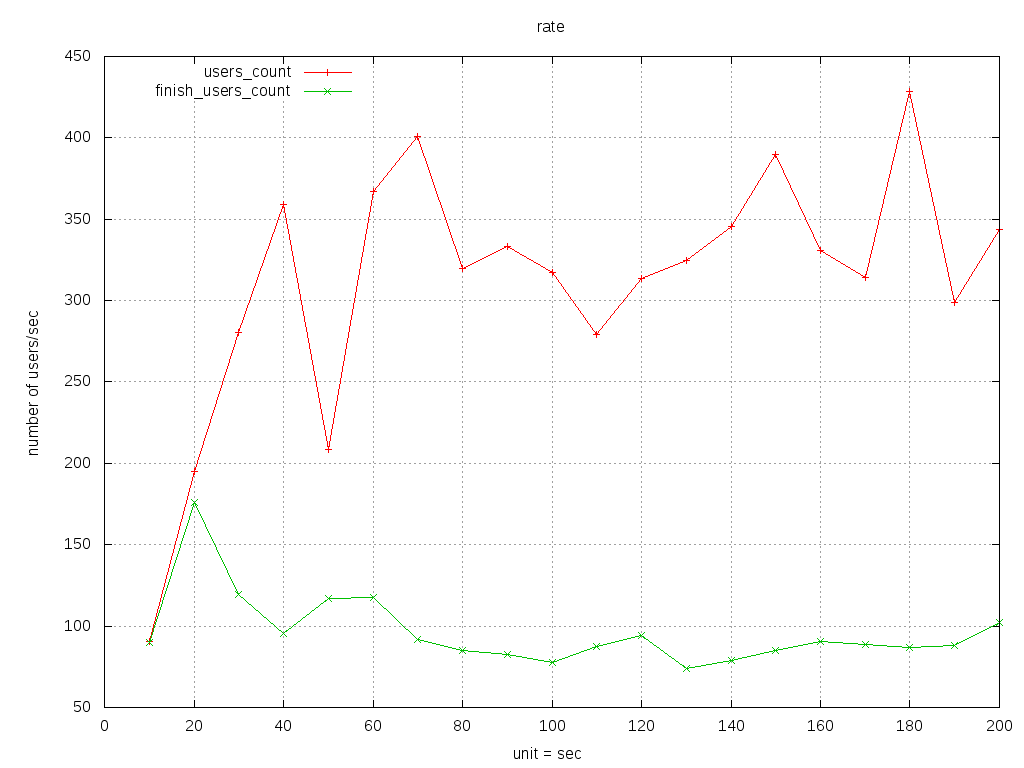 rate
users_count
finish_users_count
450
400
350
300
250
200
150
100
50
number of users/sec
0 20 40 60 80 100 120 140 160 180 200
unit = sec